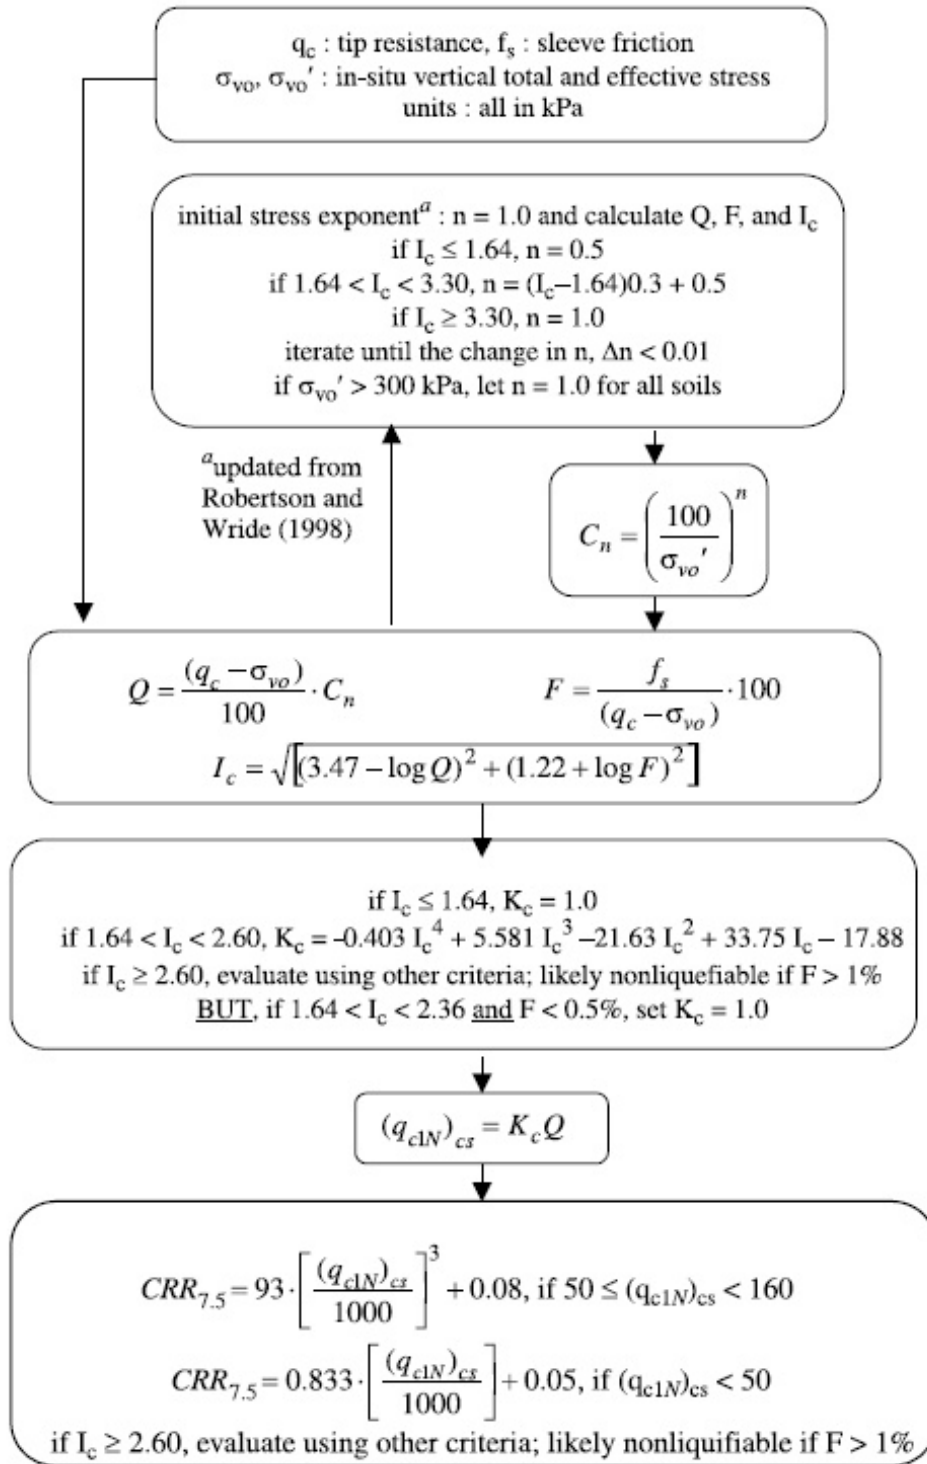 q_c : tip resistance, f_s : sleeve friction
σ_vo, σ_vo′ : in-situ vertical total and effective stress
units : all in kPa
initial stress exponent^a : n = 1.0 and calculate Q, F, and I_c
if I_c ≤ 1.64, n = 0.5
if 1.64 < I_c < 3.30, n = (I_c–1.64)0.3 + 0.5
if I_c ≥ 3.30, n = 1.0
iterate until the change in n, Δn < 0.01
if σ_vo′ > 300 kPa, let n = 1.0 for all soils
^a updated from
Robertson and
Wride (1998)
C_n = (100 / σ_vo′)^n
Q = (q_c − σ_vo) / 100 · C_n
F = f_s / (q_c − σ_vo) · 100
I_c = √[(3.47 − log Q)^2 + (1.22 + log F)^2]
if I_c ≤ 1.64, K_c = 1.0
if 1.64 < I_c < 2.60, K_c = –0.403 I_c^4 + 5.581 I_c^3 –21.63 I_c^2 + 33.75 I_c – 17.88
if I_c ≥ 2.60, evaluate using other criteria; likely nonliquefiable if F > 1%
BUT, if 1.64 < I_c < 2.36 and F < 0.5%, set K_c = 1.0
(q_c1N)_cs = K_c Q
CRR_7.5 = 93 · [(q_c1N)_cs / 1000]^3 + 0.08, if 50 ≤ (q_c1N)_cs < 160
CRR_7.5 = 0.833 · [(q_c1N)_cs / 1000] + 0.05, if (q_c1N)_cs < 50
if I_c ≥ 2.60, evaluate using other criteria; likely nonliquifiable if F > 1%